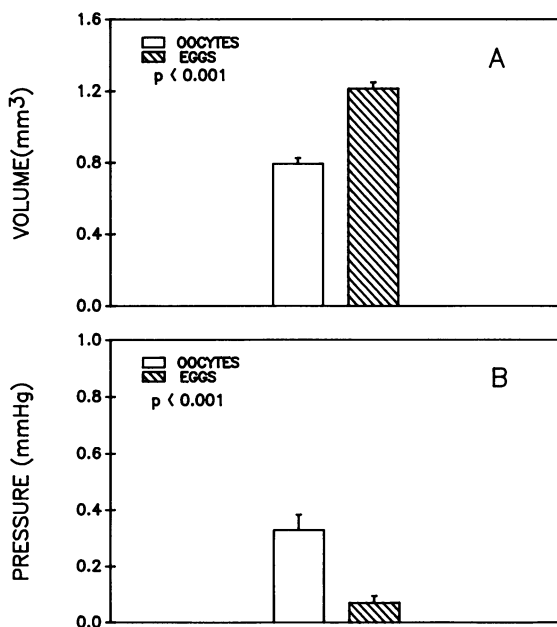 1.6
OOCYTES
A
EGGS
p < 0.001
1.2
VOLUME(mm³)
0.8
0.4
0.0
1.0
OOCYTES
B
EGGS
0.8
p < 0.001
PRESSURE (mmHg)
0.6
0.4
0.2
0.0